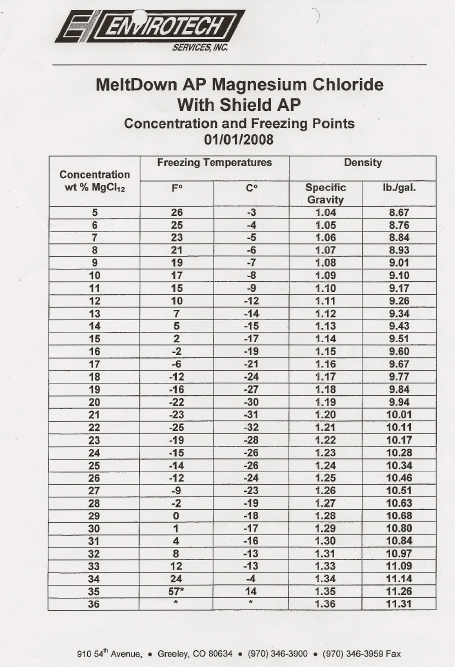 ENVIROTECH
SERVICES, INC.
MeltDown AP Magnesium Chloride
With Shield AP
Concentration and Freezing Points
01/01/2008
Concentration wt % MgCl12 Freezing Temperatures Density
F° C° Specific Gravity lb./gal.
5 26 -3 1.04 8.67
6 25 -4 1.05 8.76
7 23 -5 1.06 8.84
8 21 -6 1.07 8.93
9 19 -7 1.08 9.01
10 17 -8 1.09 9.10
11 15 -9 1.10 9.17
12 10 -12 1.11 9.26
13 7 -14 1.12 9.34
14 5 -15 1.13 9.43
15 2 -17 1.14 9.51
16 -2 -19 1.15 9.60
17 -6 -21 1.16 9.67
18 -12 -24 1.17 9.77
19 -16 -27 1.18 9.84
20 -22 -30 1.19 9.94
21 -23 -31 1.20 10.01
22 -25 -32 1.21 10.11
23 -19 -28 1.22 10.17
24 -15 -26 1.23 10.28
25 -14 -26 1.24 10.34
26 -12 -24 1.25 10.46
27 -9 -23 1.26 10.51
28 -2 -19 1.27 10.63
29 0 -18 1.28 10.68
30 1 -17 1.29 10.80
31 4 -16 1.30 10.84
32 8 -13 1.31 10.97
33 12 -13 1.33 11.09
34 24 -4 1.34 11.14
35 57* 14 1.35 11.26
36 * * 1.36 11.31
910 54th Avenue, • Greeley, CO 80634 • (970) 346-3900 • (970) 346-3959 Fax